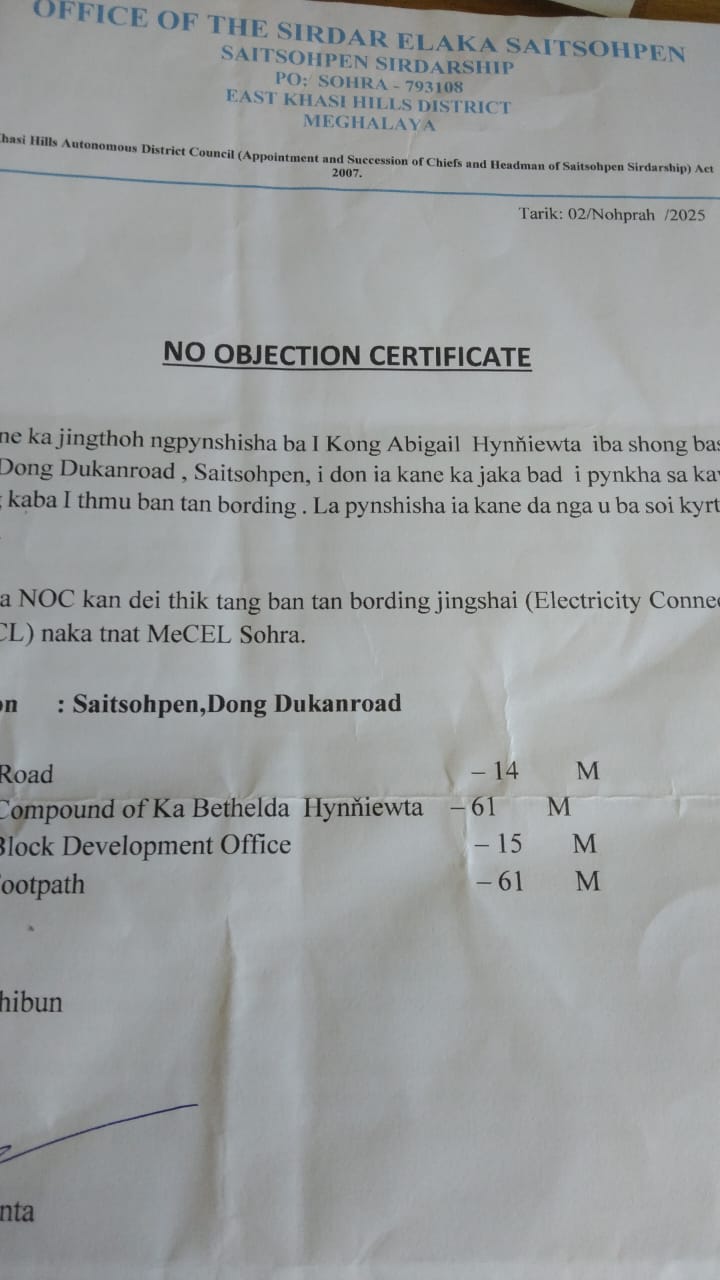 OFFICE OF THE SIRDAR ELAKA SAITSOHPEN
SAITSOHPEN SIRDARSHIP
PO; SOHRA - 793108
EAST KHASI HILLS DISTRICT
MEGHALAYA
Khasi Hills Autonomous District Council (Appointment and Succession of Chiefs and Headman of Saitsohpen Sirdarship) Act
2007.
Tarik: 02/Nohprah /2025
NO OBJECTION CERTIFICATE
ne ka jingthoh ngpynshisha ba I Kong Abigail Hynňiewta iba shong
Dong Dukanroad , Saitsohpen, i don ia kane ka jaka bad i pynkha sa
kaba I thmu ban tan bording . La pynshisha ia kane da nga u ba soi
a NOC kan dei thik tang ban tan bording jingshai (Electricity
CL) naka tnat MeCEL Sohra.
on : Saitsohpen,Dong Dukanroad
Road – 14 M
Compound of Ka Bethelda Hynňiewta – 61 M
Block Development Office – 15 M
ootpath – 61 M
hibun
nta